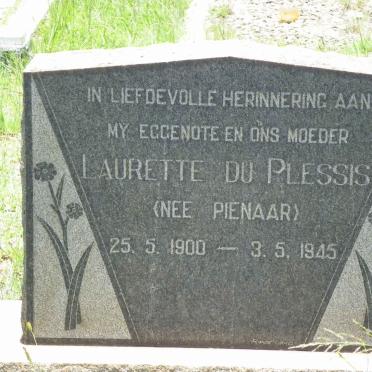 IN LIEFDEVOLLE HERINNERING AAN
MY EGGENOTE EN ONS MOEDER
LAURETTE DU PLESSIS
(NEE PIENAAR)
25. 5. 1900 — 3. 5. 1945